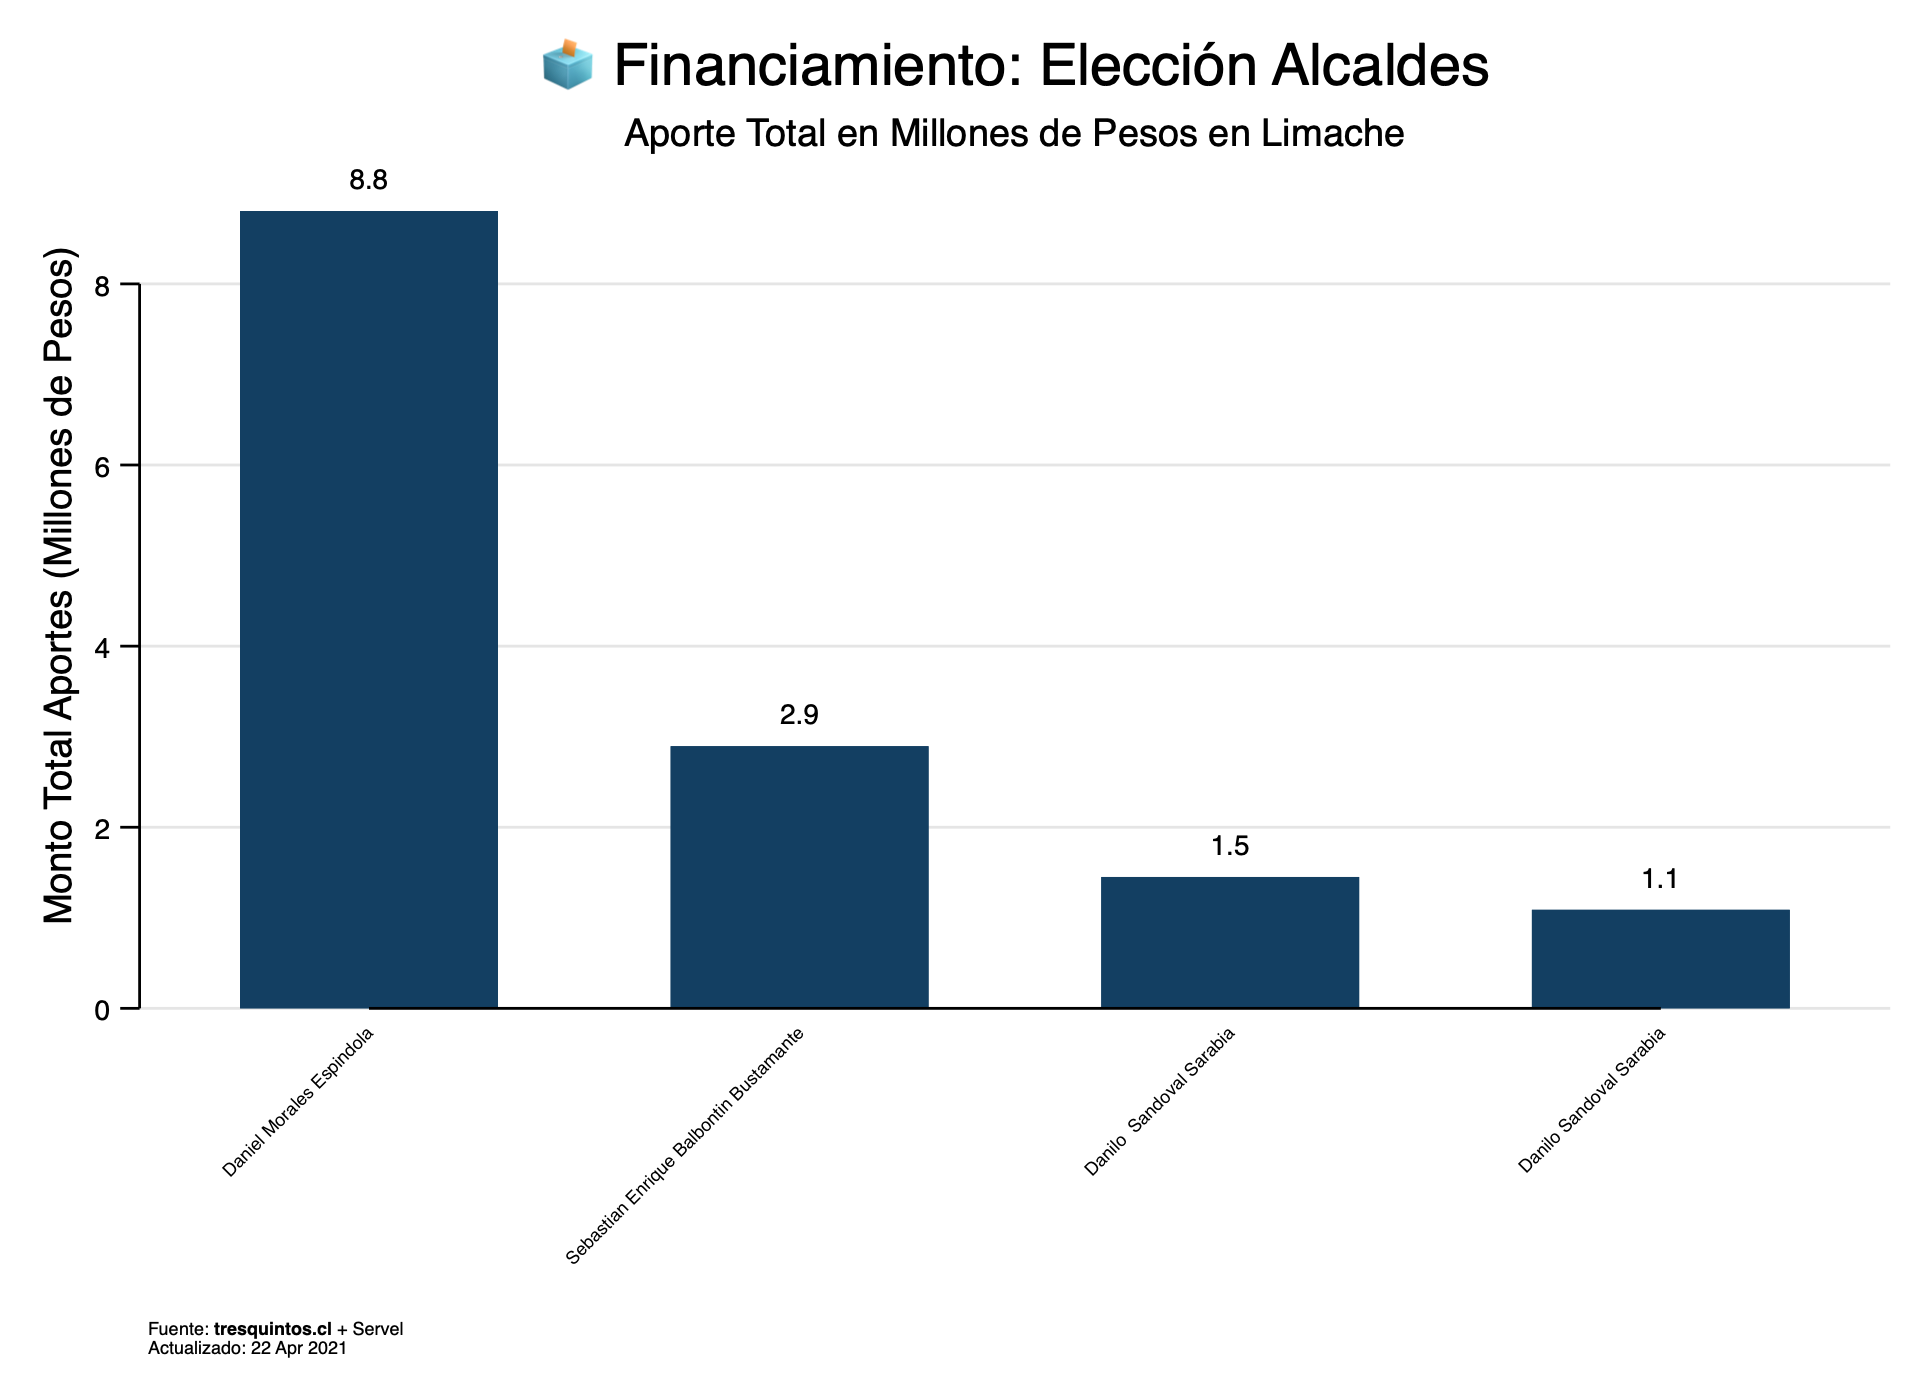 Financiamiento: Elección Alcaldes
Aporte Total en Millones de Pesos en Limache
Monto Total Aportes (Millones de Pesos)
8
6
4
2
0
8.8
2.9
1.5
1.1
Daniel Morales Espindola
Sebastian Enrique Balbontin Bustamante
Danilo  Sandoval Sarabia
Danilo Sandoval Sarabia
Fuente: tresquintos.cl + Servel
Actualizado: 22 Apr 2021